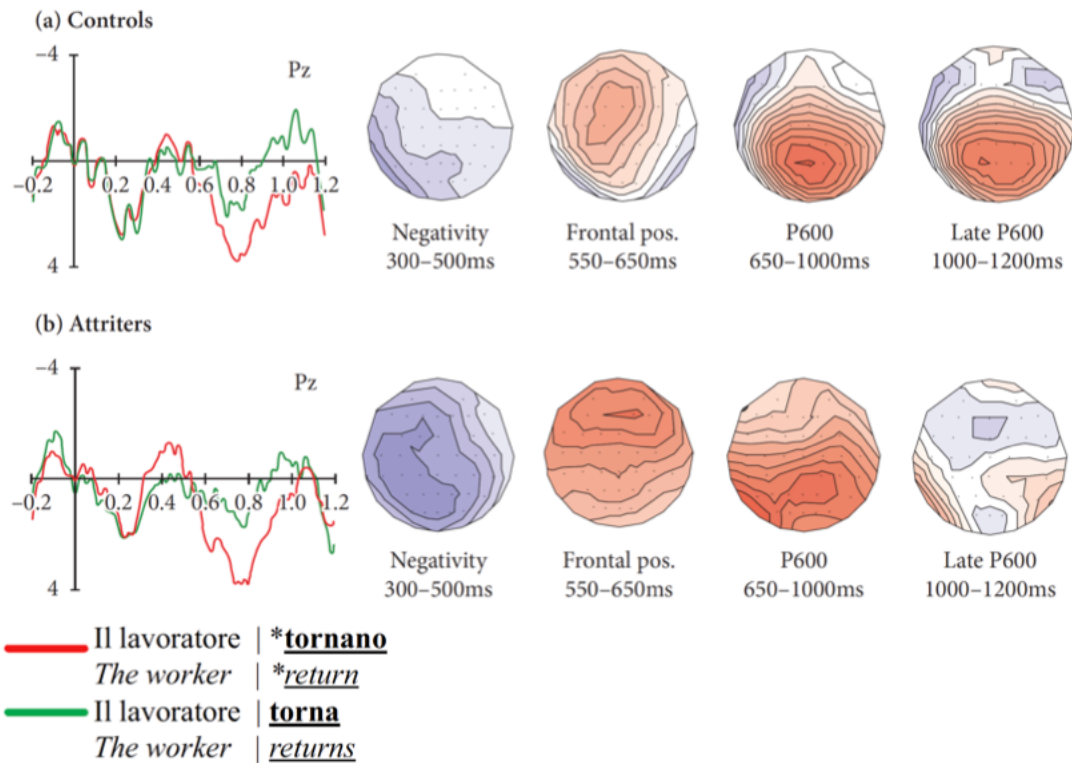 (a) Controls
−4
Pz
−0.2 0.2 0.4 0.6 0.8 1.0 1.2
4
Negativity
300–500ms
Frontal pos.
550–650ms
P600
650–1000ms
Late P600
1000–1200ms
(b) Attriters
−4
Pz
−0.2 0.2 0.4 0.6 0.8 1.0 1.2
4
Negativity
300–500ms
Frontal pos.
550–650ms
P600
650–1000ms
Late P600
1000–1200ms
Il lavoratore | *tornano
The worker | *return
Il lavoratore | torna
The worker | returns